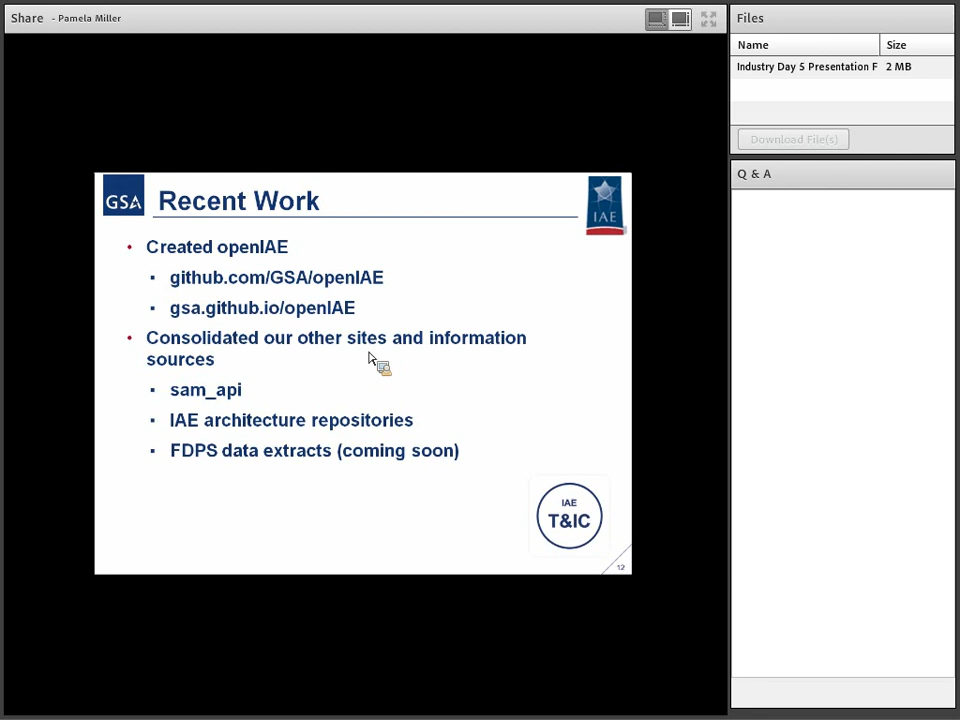 Share - Pamela Miller
GSA
Recent Work
IAE
• Created openIAE
▪ github.com/GSA/openIAE
▪ gsa.github.io/openIAE
• Consolidated our other sites and information
sources
▪ sam_api
▪ IAE architecture repositories
▪ FDPS data extracts (coming soon)
IAE
T&IC
12
Files
Name Size
Industry Day 5 Presentation F 2 MB
Download File(s)
Q & A